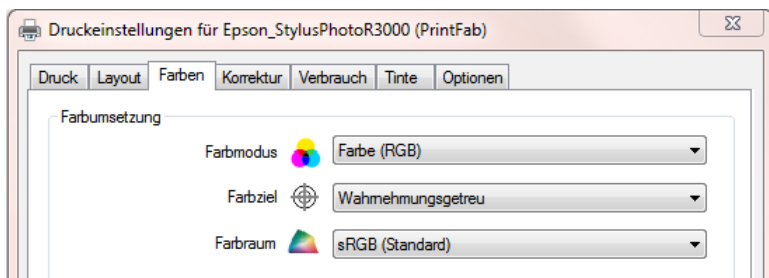 Druckeinstellungen für Epson_StylusPhotoR3000 (PrintFab)
Druck Layout Farben Korrektur Verbrauch Tinte Optionen
Farbumsetzung
Farbmodus Farbe (RGB)
Farbziel Wahrnehmungsgetreu
Farbraum sRGB (Standard)